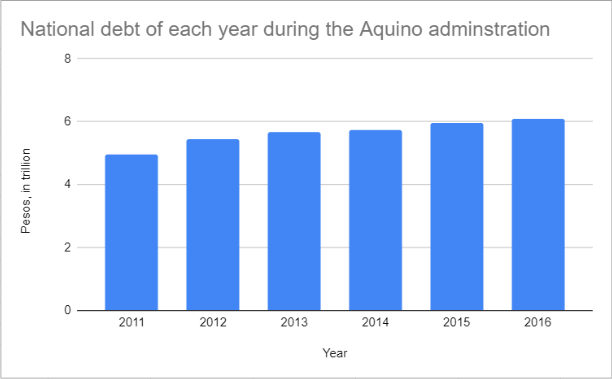 National debt of each year during the Aquino adminstration
8
6
4
2
0
Pesos, in trillion
2011 2012 2013 2014 2015 2016
Year